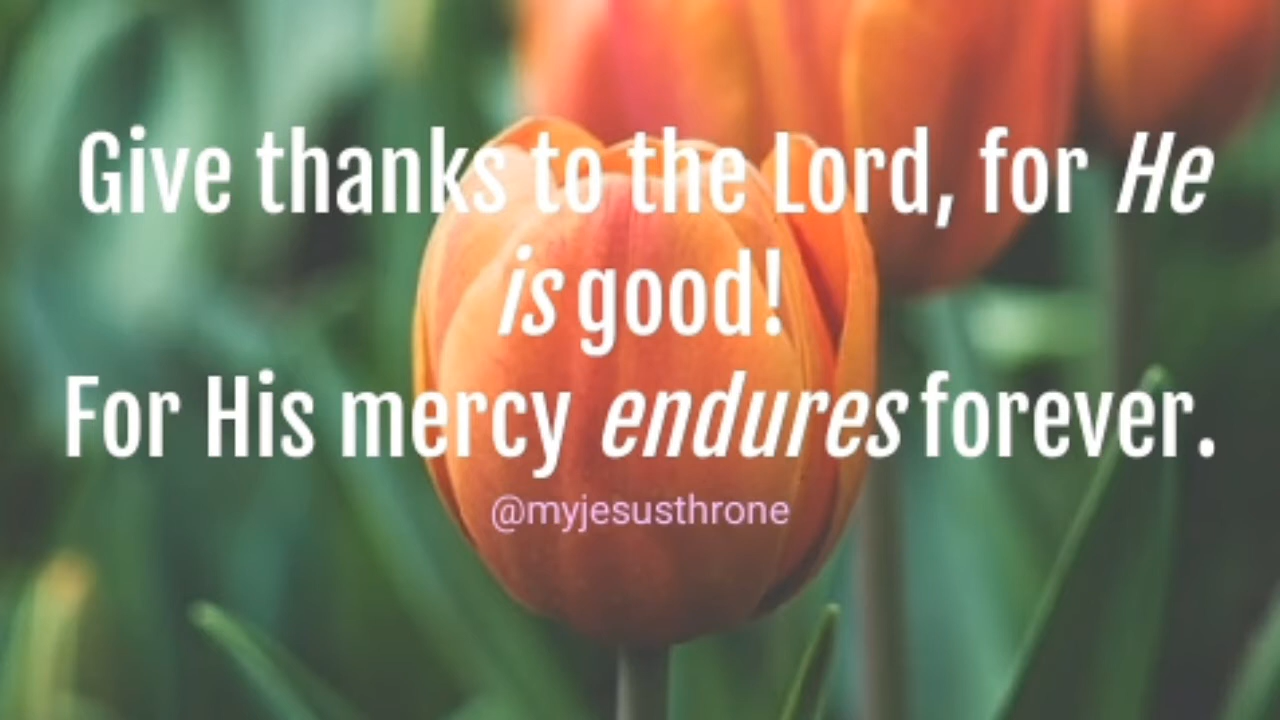 Give thanks to the Lord, for He
is good!
For His mercy endures forever.
@myjesusthrone